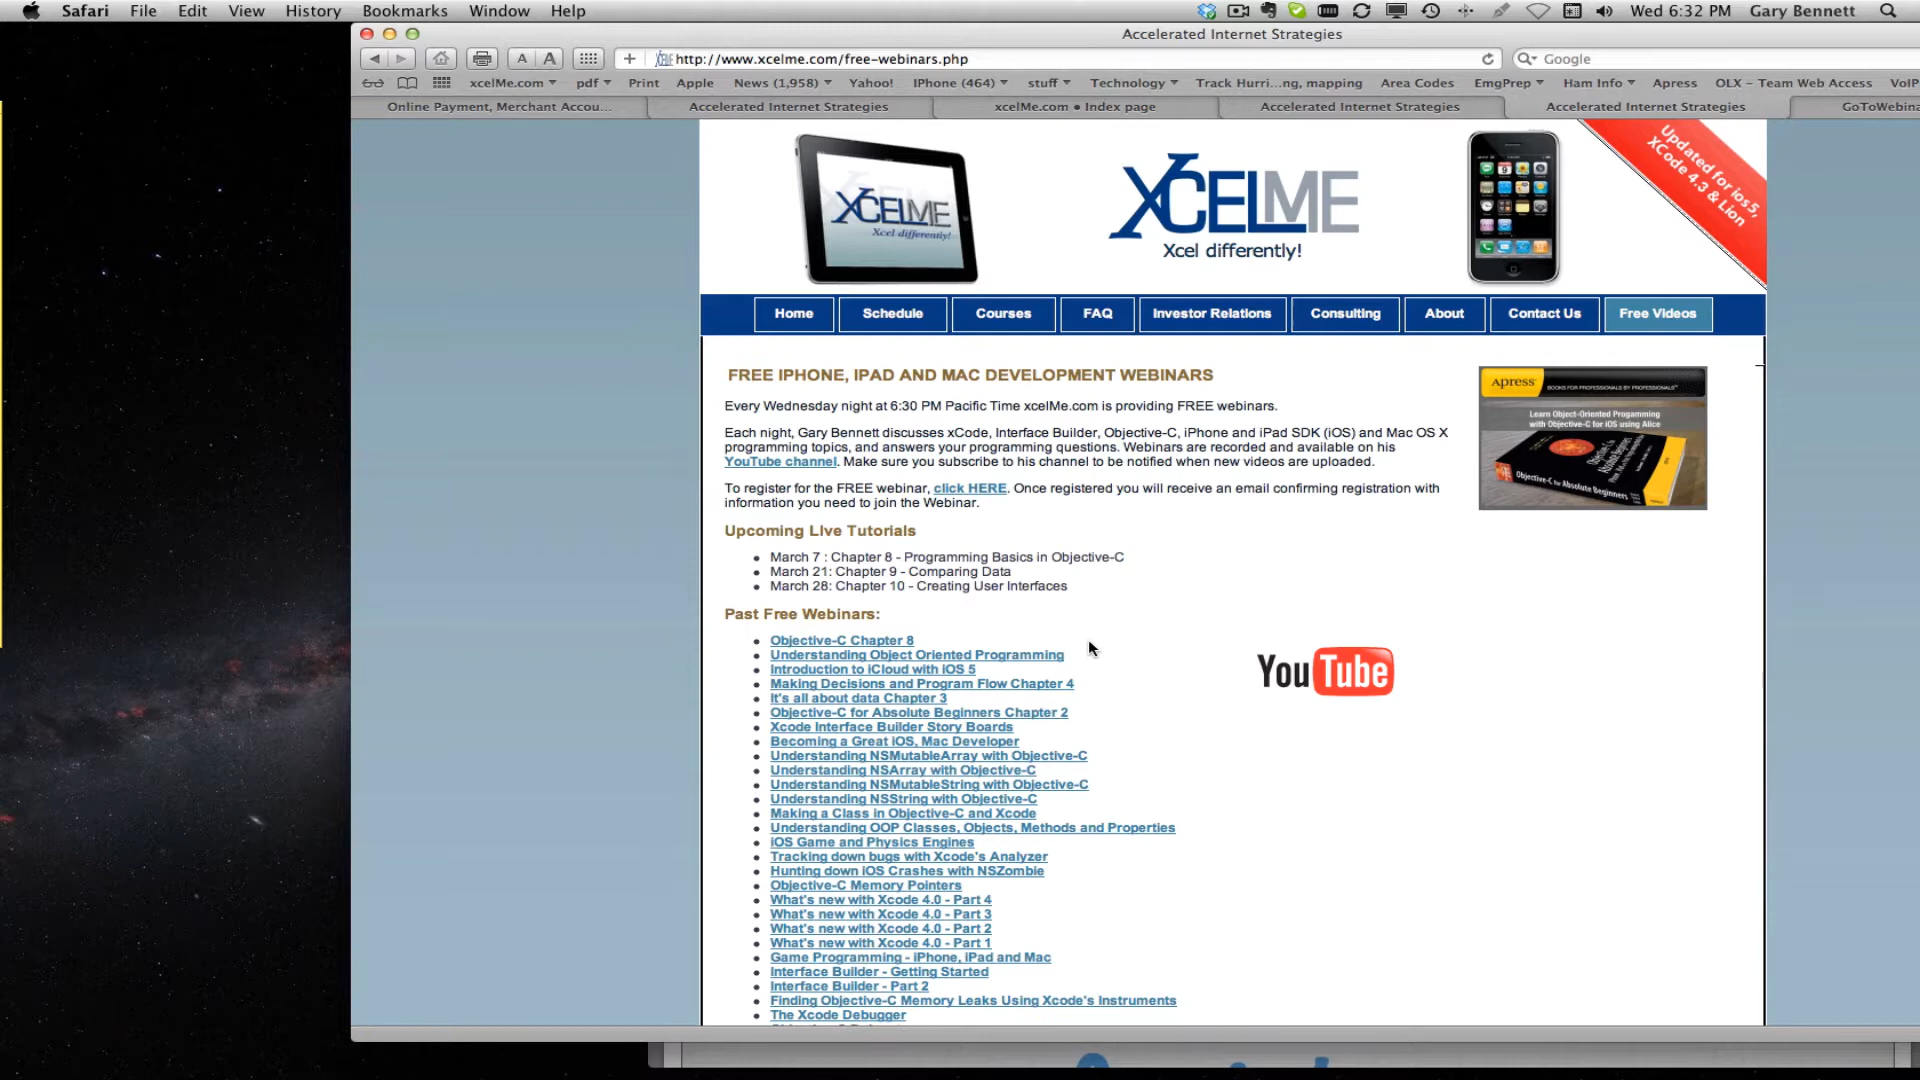 Safari File Edit View History Bookmarks Window Help Wed 6:32 PM Gary Bennett
Accelerated Internet Strategies
A A + http://www.xcelme.com/free-webinars.php Google
xcelMe.com pdf Print Apple News (1,958) Yahoo! IPhone (464) stuff Technology Track Hurri...ng, mapping Area Codes EmgPrep Ham Info Apress OLX - Team Web Access VoIP
Online Payment, Merchant Accou... Accelerated Internet Strategies xcelMe.com • Index page Accelerated Internet Strategies Accelerated Internet Strategies GoToWebina
XCELME
Xcel differently!
XCELME
Xcel differently!
Updated for ios5,
XCode 4.3 & Lion
Home Schedule Courses FAQ Investor Relations Consulting About Contact Us Free Videos
FREE IPHONE, IPAD AND MAC DEVELOPMENT WEBINARS
Every Wednesday night at 6:30 PM Pacific Time xcelMe.com is providing FREE webinars.
Each night, Gary Bennett discusses xCode, Interface Builder, Objective-C, iPhone and iPad SDK (iOS) and Mac OS X
programming topics, and answers your programming questions. Webinars are recorded and available on his
YouTube channel. Make sure you subscribe to his channel to be notified when new videos are uploaded.
To register for the FREE webinar, click HERE. Once registered you will receive an email confirming registration with
information you need to join the Webinar.
Apress BOOKS FOR PROFESSIONALS BY PROFESSIONALS™
Learn Object-Oriented Progamming
with Objective-C for iOS using Alice
Objective-C for Absolute Beginners
Upcoming Live Tutorials
March 7 : Chapter 8 - Programming Basics in Objective-C
March 21: Chapter 9 - Comparing Data
March 28: Chapter 10 - Creating User Interfaces
Past Free Webinars:
Objective-C Chapter 8
Understanding Object Oriented Programming
Introduction to iCloud with iOS 5
Making Decisions and Program Flow Chapter 4
It's all about data Chapter 3
Objective-C for Absolute Beginners Chapter 2
Xcode Interface Builder Story Boards
Becoming a Great iOS, Mac Developer
Understanding NSMutableArray with Objective-C
Understanding NSArray with Objective-C
Understanding NSMutableString with Objective-C
Understanding NSString with Objective-C
Making a Class in Objective-C and Xcode
Understanding OOP Classes, Objects, Methods and Properties
iOS Game and Physics Engines
Tracking down bugs with Xcode's Analyzer
Hunting down iOS Crashes with NSZombie
Objective-C Memory Pointers
What's new with Xcode 4.0 - Part 4
What's new with Xcode 4.0 - Part 3
What's new with Xcode 4.0 - Part 2
What's new with Xcode 4.0 - Part 1
Game Programming - iPhone, iPad and Mac
Interface Builder - Getting Started
Interface Builder - Part 2
Finding Objective-C Memory Leaks Using Xcode's Instruments
The Xcode Debugger
YouTube